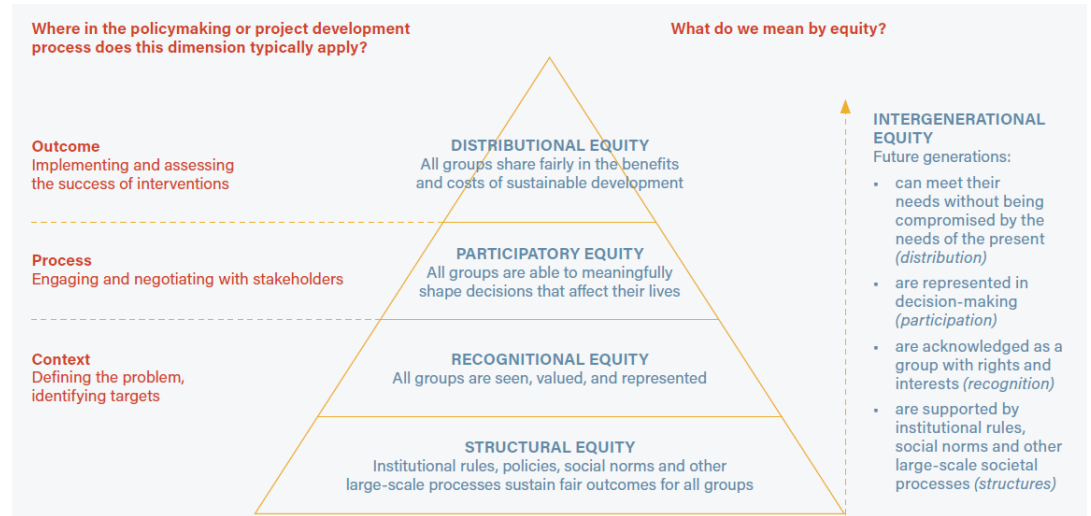 Where in the policymaking or project development
process does this dimension typically apply?
What do we mean by equity?
Outcome
Implementing and assessing
the success of interventions
DISTRIBUTIONAL EQUITY
All groups share fairly in the benefits
and costs of sustainable development
Process
Engaging and negotiating with stakeholders
PARTICIPATORY EQUITY
All groups are able to meaningfully
shape decisions that affect their lives
Context
Defining the problem,
identifying targets
RECOGNITIONAL EQUITY
All groups are seen, valued, and represented
STRUCTURAL EQUITY
Institutional rules, policies, social norms and other
large-scale processes sustain fair outcomes for all groups
INTERGENERATIONAL
EQUITY
Future generations:
▪ can meet their
needs without being
compromised by the
needs of the present
(distribution)
▪ are represented in
decision-making
(participation)
▪ are acknowledged as a
group with rights and
interests (recognition)
▪ are supported by
institutional rules,
social norms and other
large-scale societal
processes (structures)